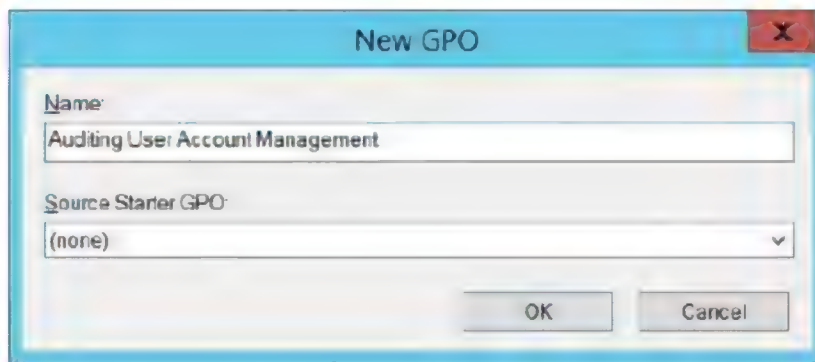 New GPO
X
Name:
Auditing User Account Management
Source Starter GPO:
(none)
OK
Cancel